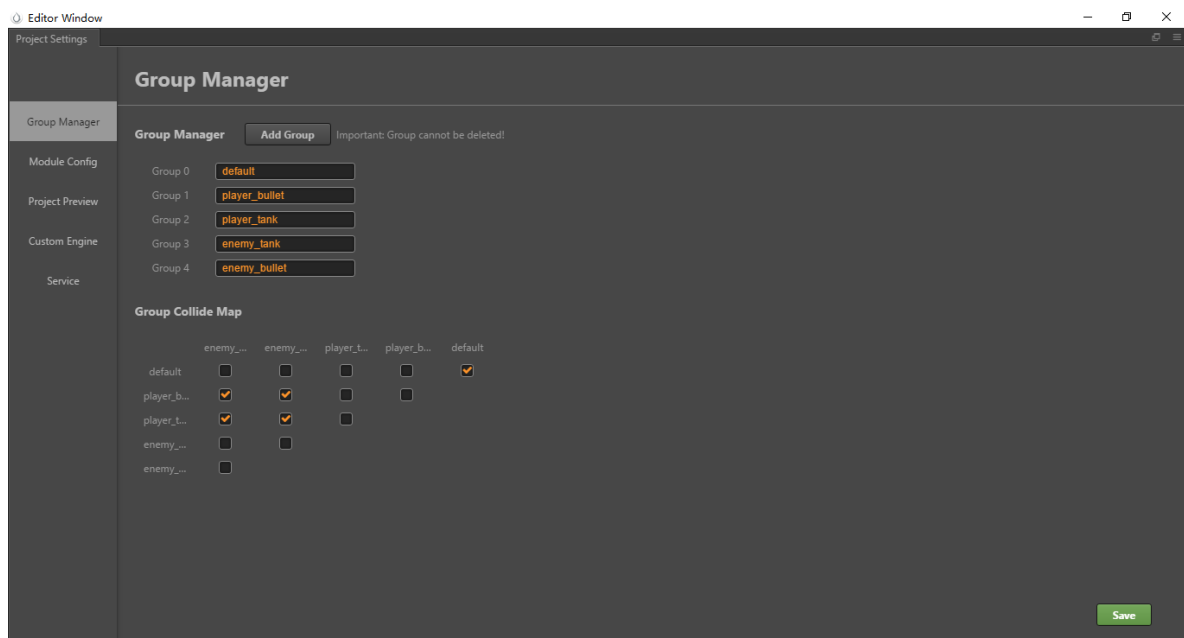 Editor Window
Project Settings
Group Manager
Group Manager
Module Config
Project Preview
Custom Engine
Service
Group Manager Add Group Important: Group cannot be deleted!
Group 0 default
Group 1 player_bullet
Group 2 player_tank
Group 3 enemy_tank
Group 4 enemy_bullet
Group Collide Map
enemy_... enemy_... player_t... player_b... default
default
player_b...
player_t...
enemy_...
enemy_...
Save